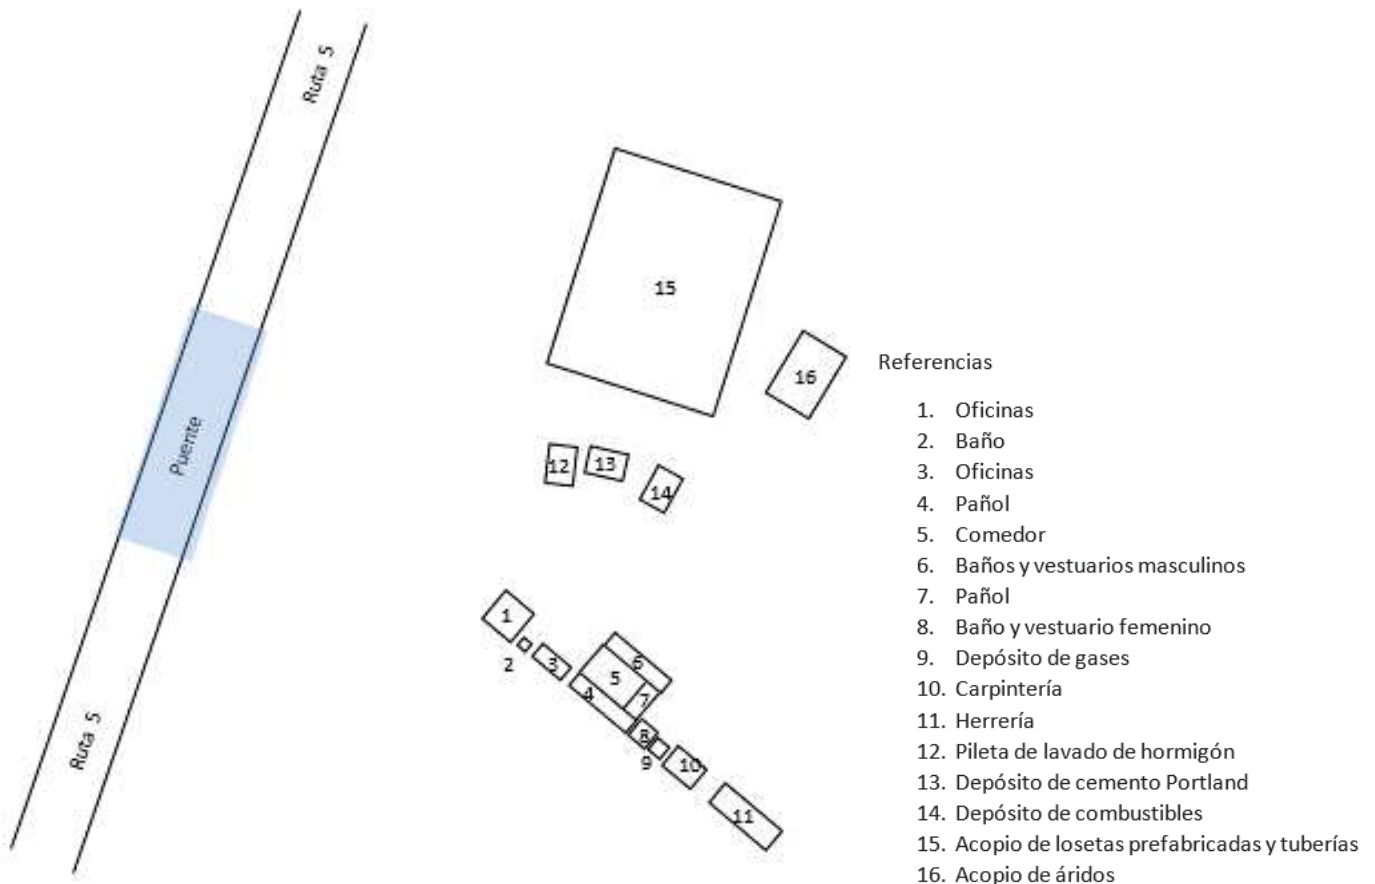 Ruta 5
15
16
Puente
12
13
14
1
2
3
6
5
4
7
8
9
10
11
Ruta 5
Referencias
1. Oficinas
2. Baño
3. Oficinas
4. Pañol
5. Comedor
6. Baños y vestuarios masculinos
7. Pañol
8. Baño y vestuario femenino
9. Depósito de gases
10. Carpintería
11. Herrería
12. Pileta de lavado de hormigón
13. Depósito de cemento Portland
14. Depósito de combustibles
15. Acopio de losetas prefabricadas y tuberías
16. Acopio de áridos